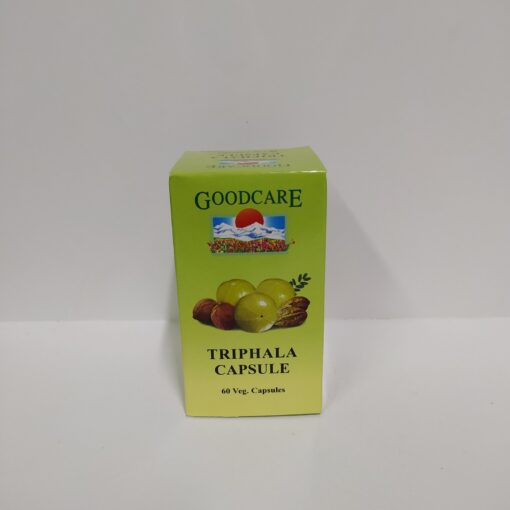 GOODCARE
TRIPHALA
CAPSULE
60 Veg. Capsules